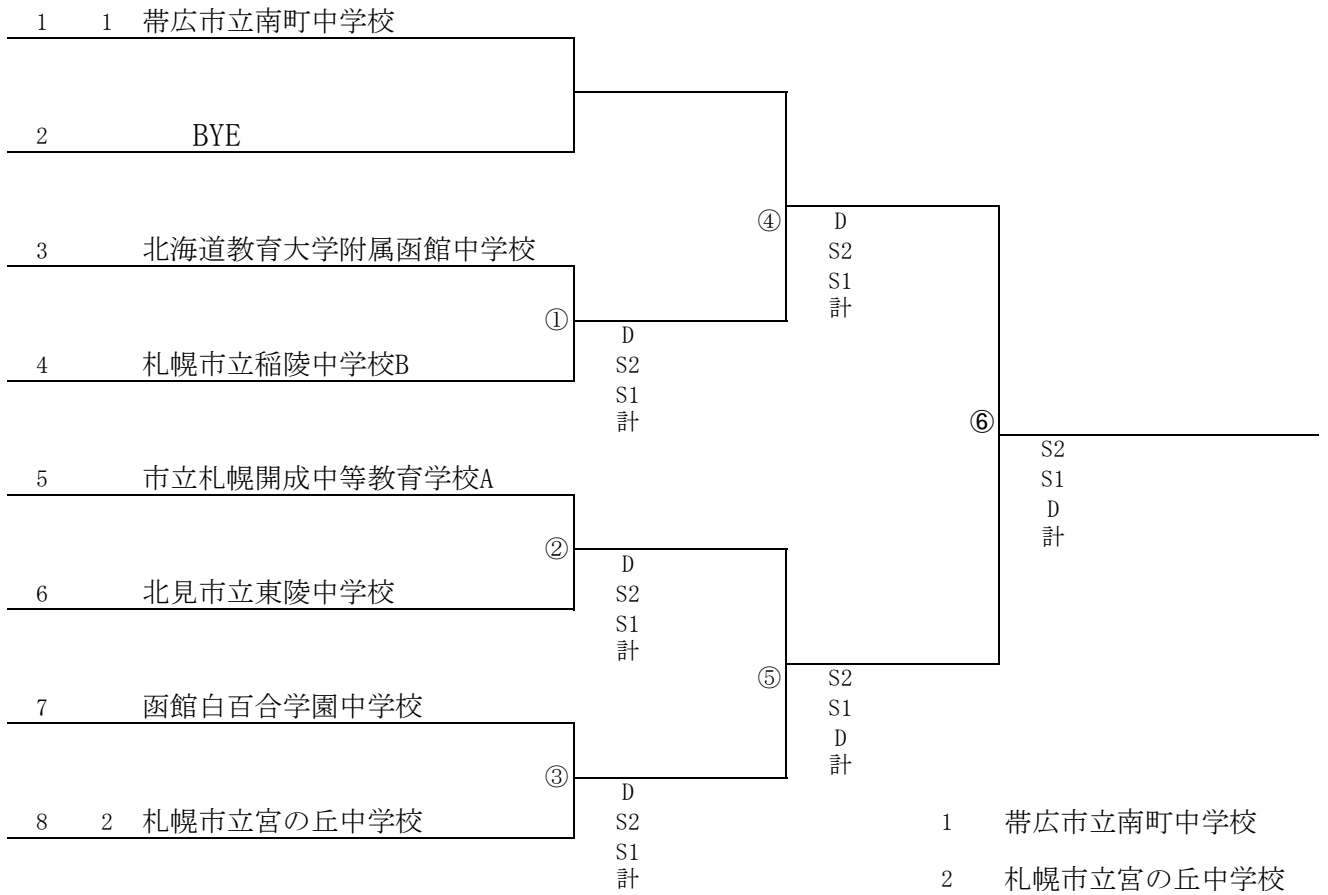 1 1 帯広市立南町中学校
2 BYE
④ D
3 北海道教育大学附属函館中学校 S2
S1
① 計
D
4 札幌市立稲陵中学校B S2
S1
計 ⑥
S2
5 市立札幌開成中等教育学校A S1
D
② 計
D
6 北見市立東陵中学校 S2
S1
計
⑤ S2
7 函館白百合学園中学校 S1
D
③ 計
D
8 2 札幌市立宮の丘中学校 S2 1 帯広市立南町中学校
S1
計 2 札幌市立宮の丘中学校